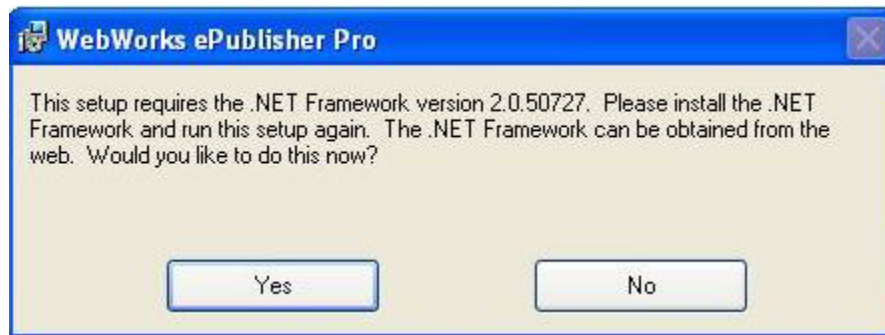 WebWorks ePublisher Pro
This setup requires the .NET Framework version 2.0.50727.  Please install the .NET
Framework and run this setup again.  The .NET Framework can be obtained from the
web.  Would you like to do this now?
Yes
No